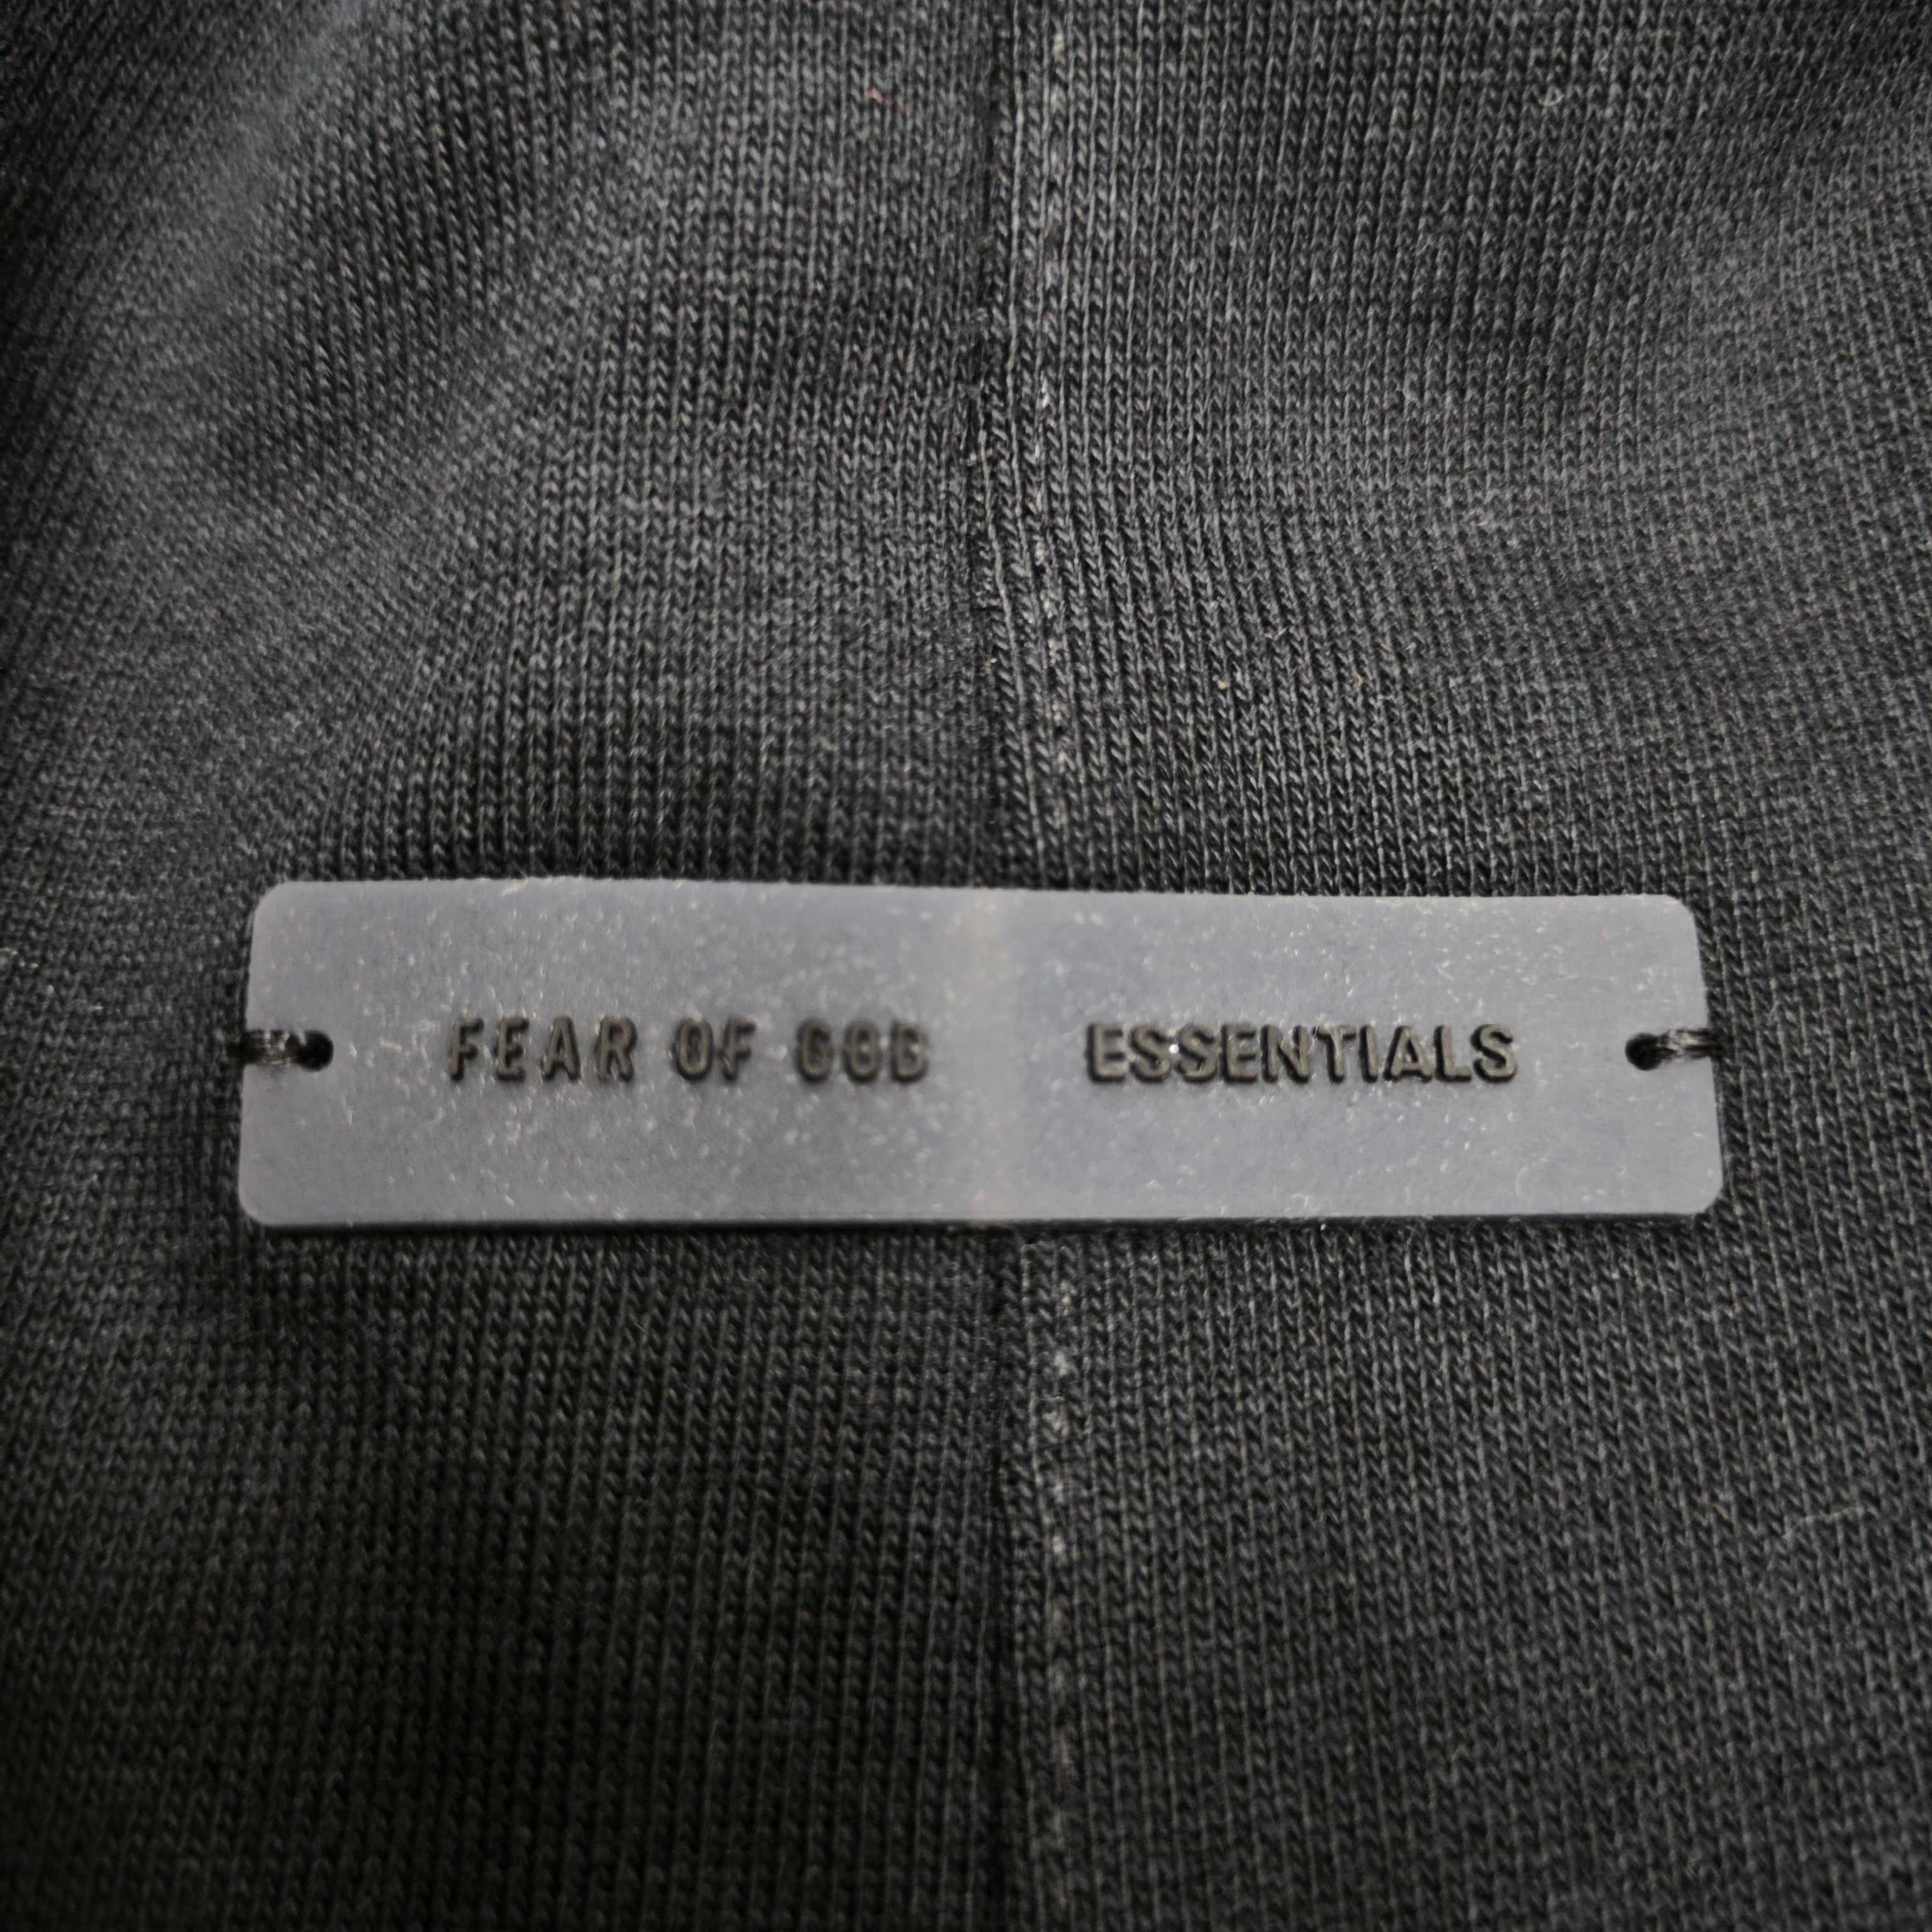 FEAR OF GOD ESSENTIALS